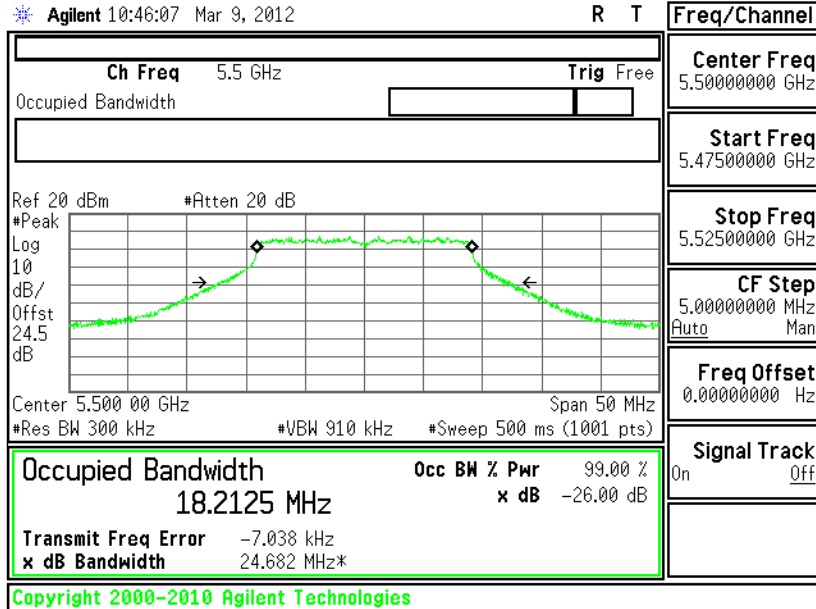 Agilent 10:46:07 Mar 9, 2012 R T
Freq/Channel
Ch Freq 5.5 GHz Trig Free
Occupied Bandwidth
Center Freq
5.50000000 GHz
Start Freq
5.47500000 GHz
Stop Freq
5.52500000 GHz
CF Step
5.00000000 MHz
Auto Man
Freq Offset
0.00000000 Hz
Signal Track
On Off
Ref 20 dBm #Atten 20 dB
#Peak
Log
10
dB/
Offst
24.5
dB
Center 5.500 00 GHz Span 50 MHz
#Res BW 300 kHz #VBW 910 kHz #Sweep 500 ms (1001 pts)
Occupied Bandwidth Occ BW % Pwr 99.00 %
18.2125 MHz x dB -26.00 dB
Transmit Freq Error -7.038 kHz
x dB Bandwidth 24.682 MHz*
Copyright 2000-2010 Agilent Technologies